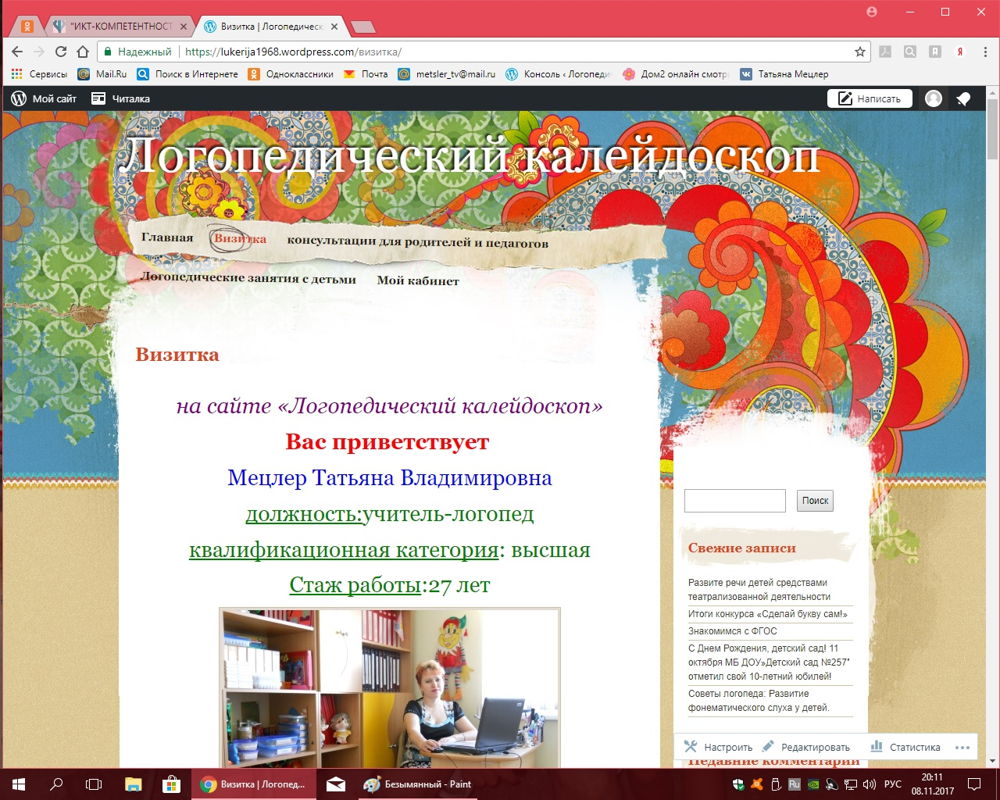 "ИКТ-КОМПЕТЕНТНОСТ
Визитка | Логопедическ
Надежный
https://lukerija1968.wordpress.com/визитка/
Сервисы
Mail.Ru
Поиск в Интернете
Одноклассники
Почта
metsler_tv@mail.ru
Консоль ‹ Логопеди
Дом2 онлайн смотр
Татьяна Мецлер
Мой сайт
Читалка
Написать
Логопедический калейдоскоп
Главная
Визитка
консультации для родителей и педагогов
Логопедические занятия с детьми
Мой кабинет
Визитка
на сайте «Логопедический калейдоскоп»
Вас приветствует
Мецлер Татьяна Владимировна
должность:учитель-логопед
квалификационная категория: высшая
Стаж работы:27 лет
Поиск
Свежие записи
Развите речи детей средствами
театрализованной деятельности
Итоги конкурса «Сделай букву сам!»
Знакомимся с ФГОС
С Днем Рождения, детский сад! 11
октября МБ ДОУ»Детский сад №257″
отметил свой 10-летний юбилей!
Советы логопеда: Развитие
фонематического слуха у детей.
Недавние комментарии
Настроить
Редактировать
Статистика
Визитка | Логопед...
Безымянный - Paint
Ru
РУС
20:11
08.11.2017